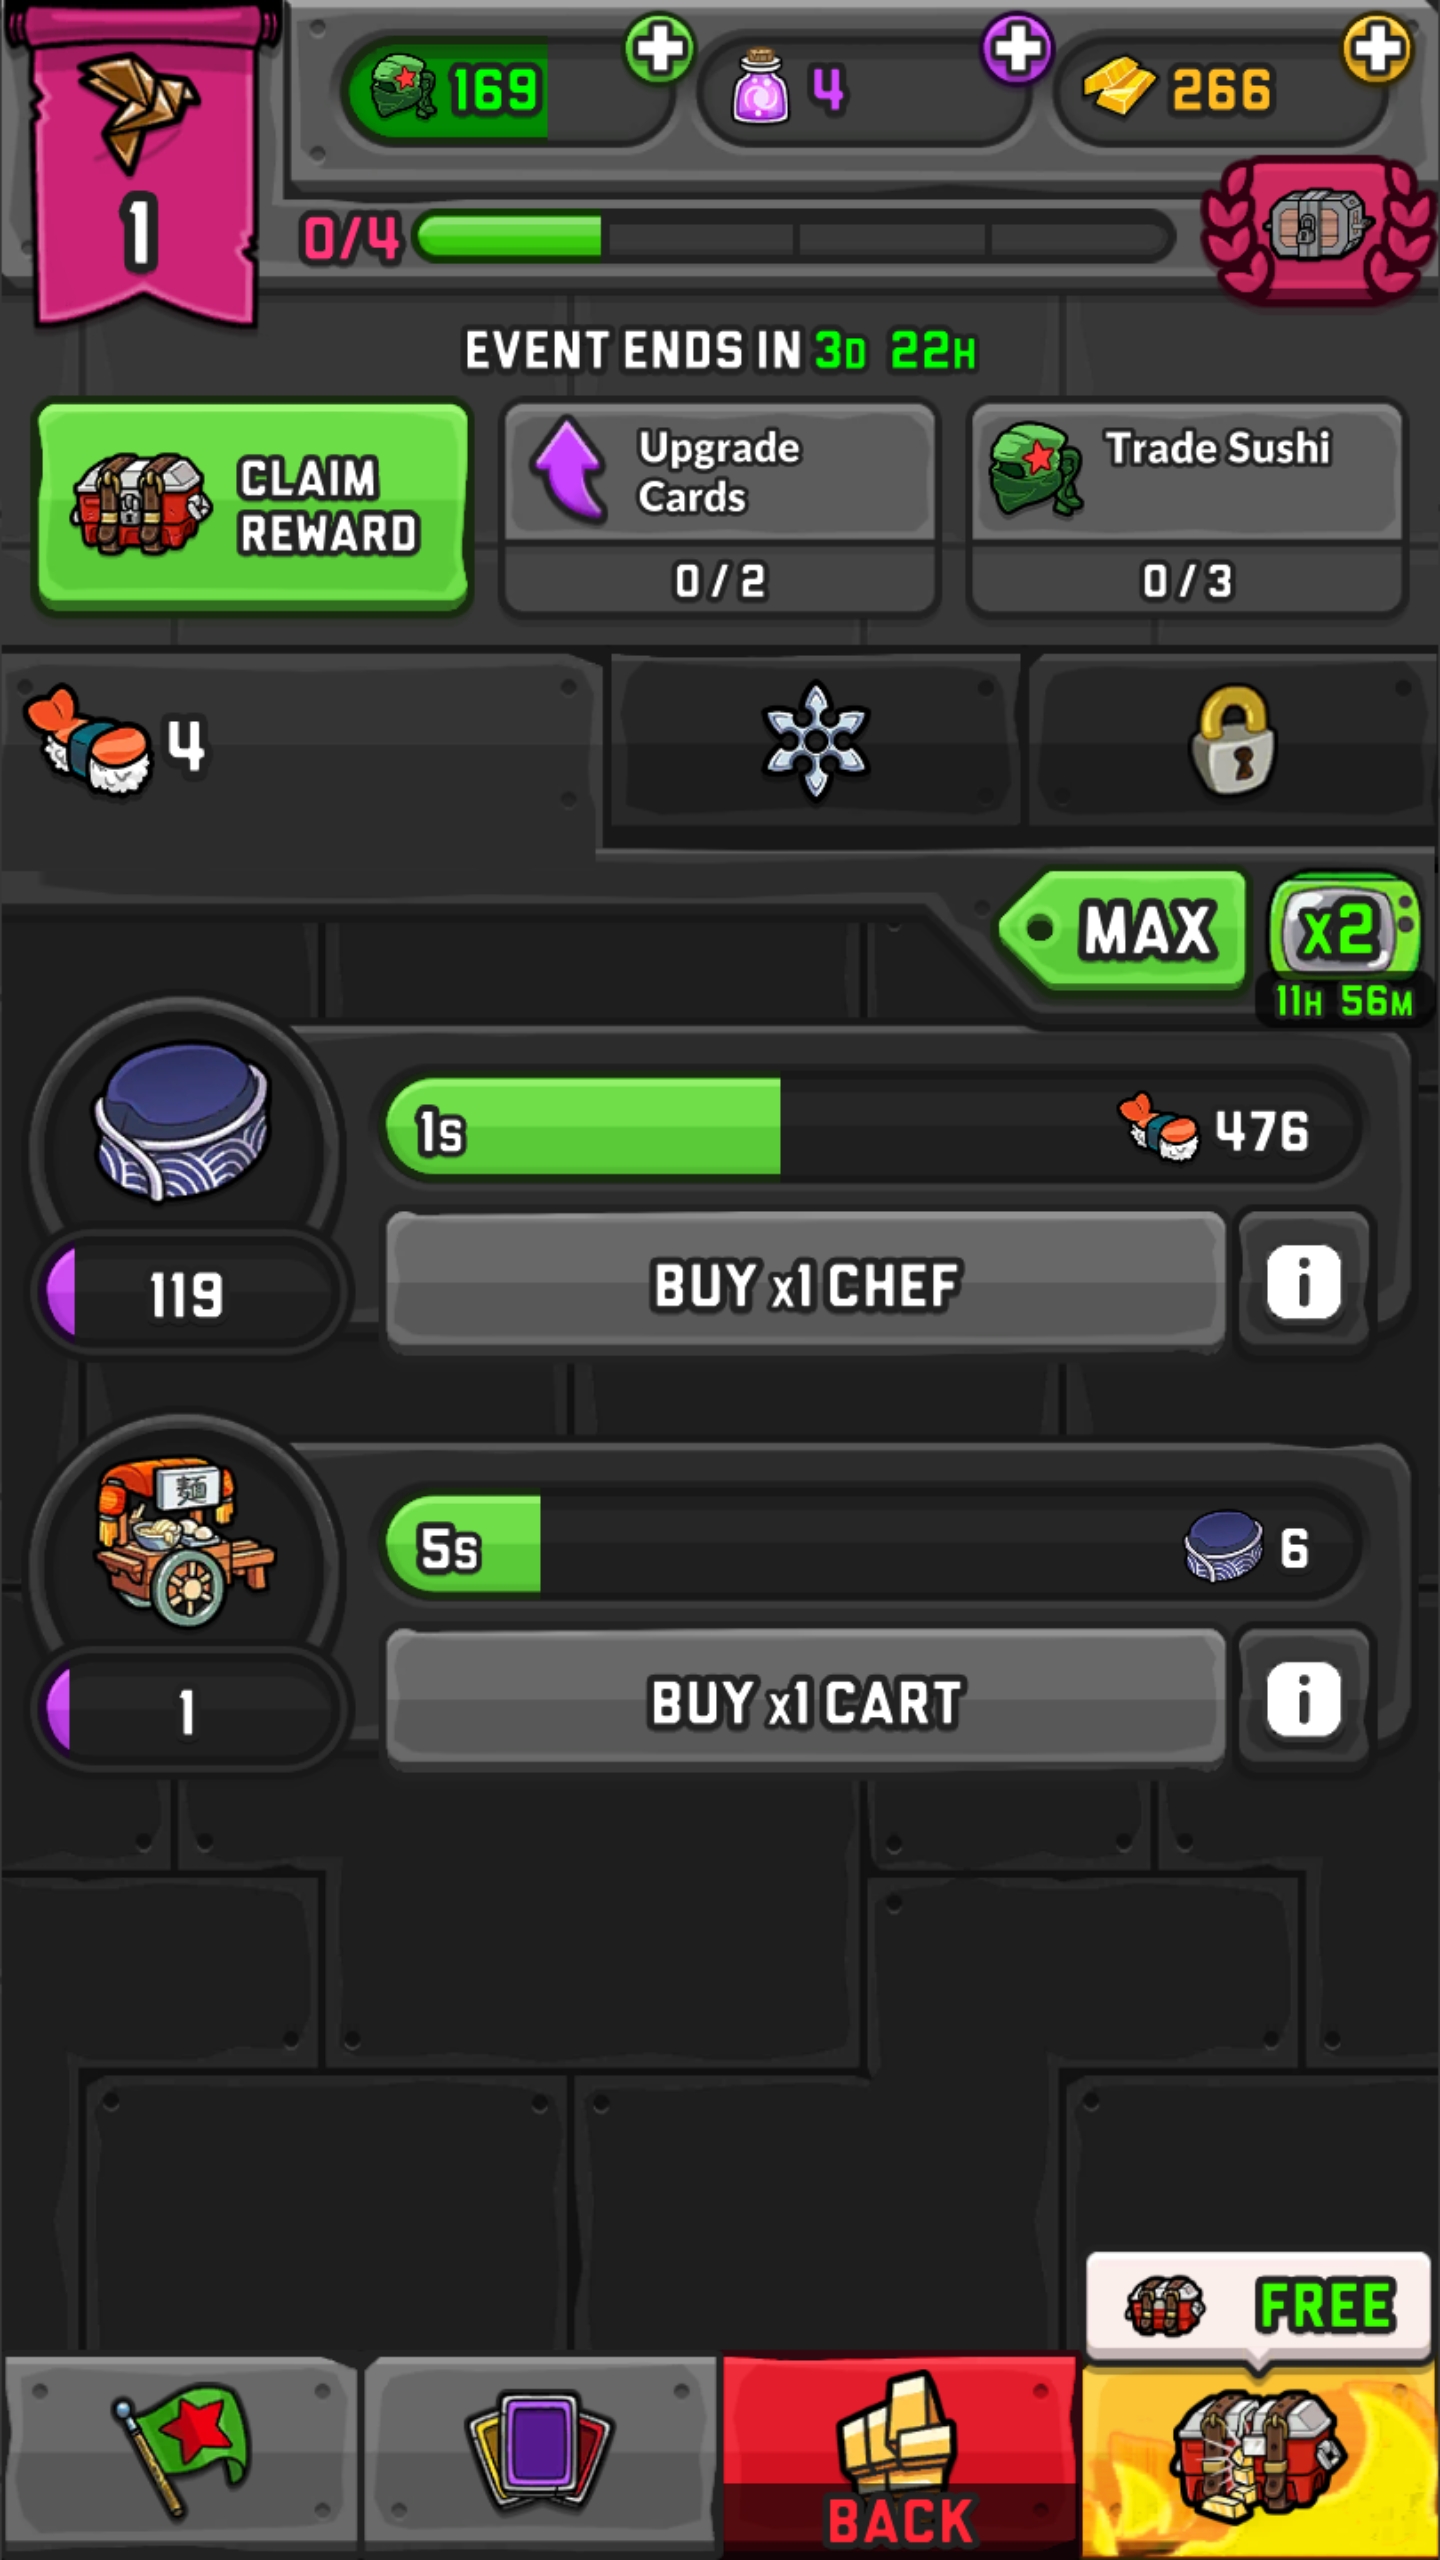 169
4
266
1
0/4
EVENT ENDS IN 3D 22H
CLAIM
REWARD
Upgrade
Cards
0/2
Trade Sushi
0/3
4
MAX
x2
11H 56M
1s
476
119
BUY x1 CHEF
i
麺
5s
6
1
BUY x1 CART
i
FREE
BACK